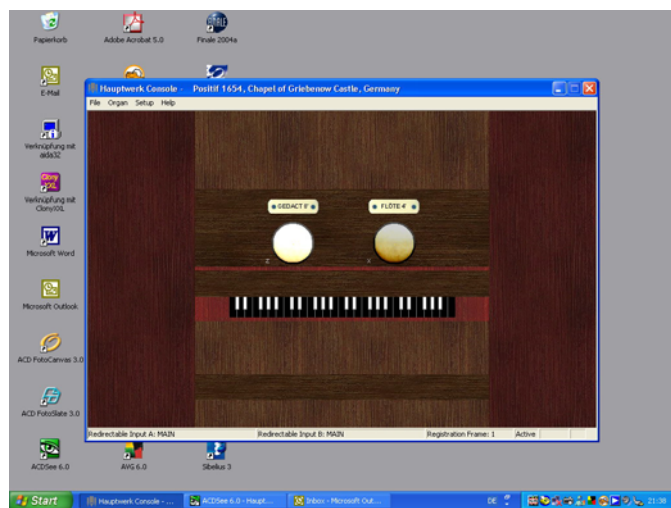 Papierkorb
Adobe Acrobat 5.0
Finale 2004a
E-Mail
Hauptwerk Console - Positif 1654, Chapel of Griebenow Castle, Germany
File Organ Setup Help
Verknüpfung mit
aida32
GEDACT 8'
FLÖTE 4'
Z
X
Verknüpfung mit
Microsoft Word
Microsoft Outlook
ACD FotoCanvas 3.0
ACD FotoSlate 3.0
Redirectable Input A: MAIN
Redirectable Input B: MAIN
Registration Frame: 1
Active
ACDSee 6.0
AVG 6.0
Sibelius 3
Start
Hauptwerk Console - ...
ACDSee 6.0 - Haupt...
Inbox - Microsoft Out...
DE
21:38